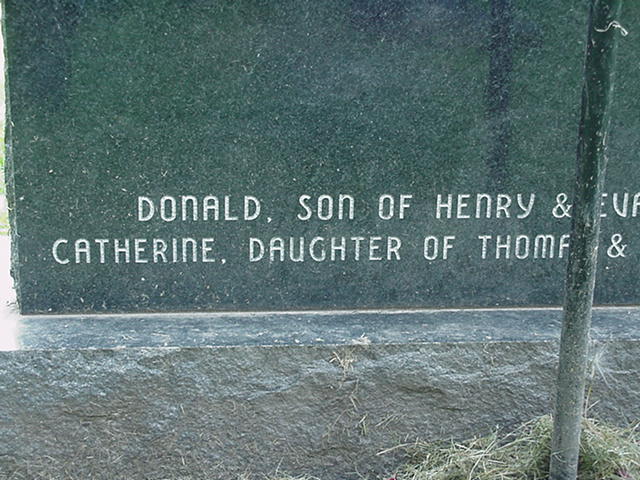 DONALD, SON OF HENRY &
CATHERINE, DAUGHTER OF &